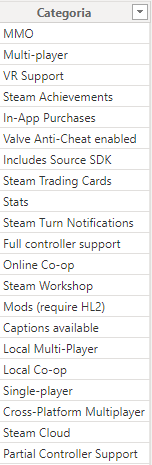 Categoria
MMO
Multi-player
VR Support
Steam Achievements
In-App Purchases
Valve Anti-Cheat enabled
Includes Source SDK
Steam Trading Cards
Stats
Steam Turn Notifications
Full controller support
Online Co-op
Steam Workshop
Mods (require HL2)
Captions available
Local Multi-Player
Local Co-op
Single-player
Cross-Platform Multiplayer
Steam Cloud
Partial Controller Support